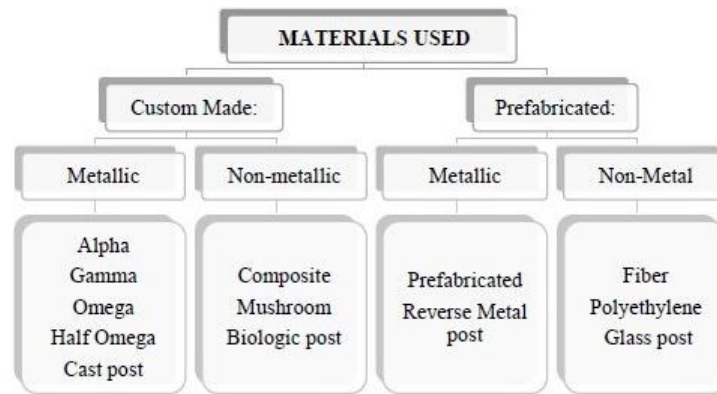 MATERIALS USED
Custom Made:
Prefabricated:
Metallic
Non-metallic
Metallic
Non-Metal
Alpha
Gamma
Omega
Half Omega
Cast post
Composite
Mushroom
Biologic post
Prefabricated
Reverse Metal
post
Fiber
Polyethylene
Glass post